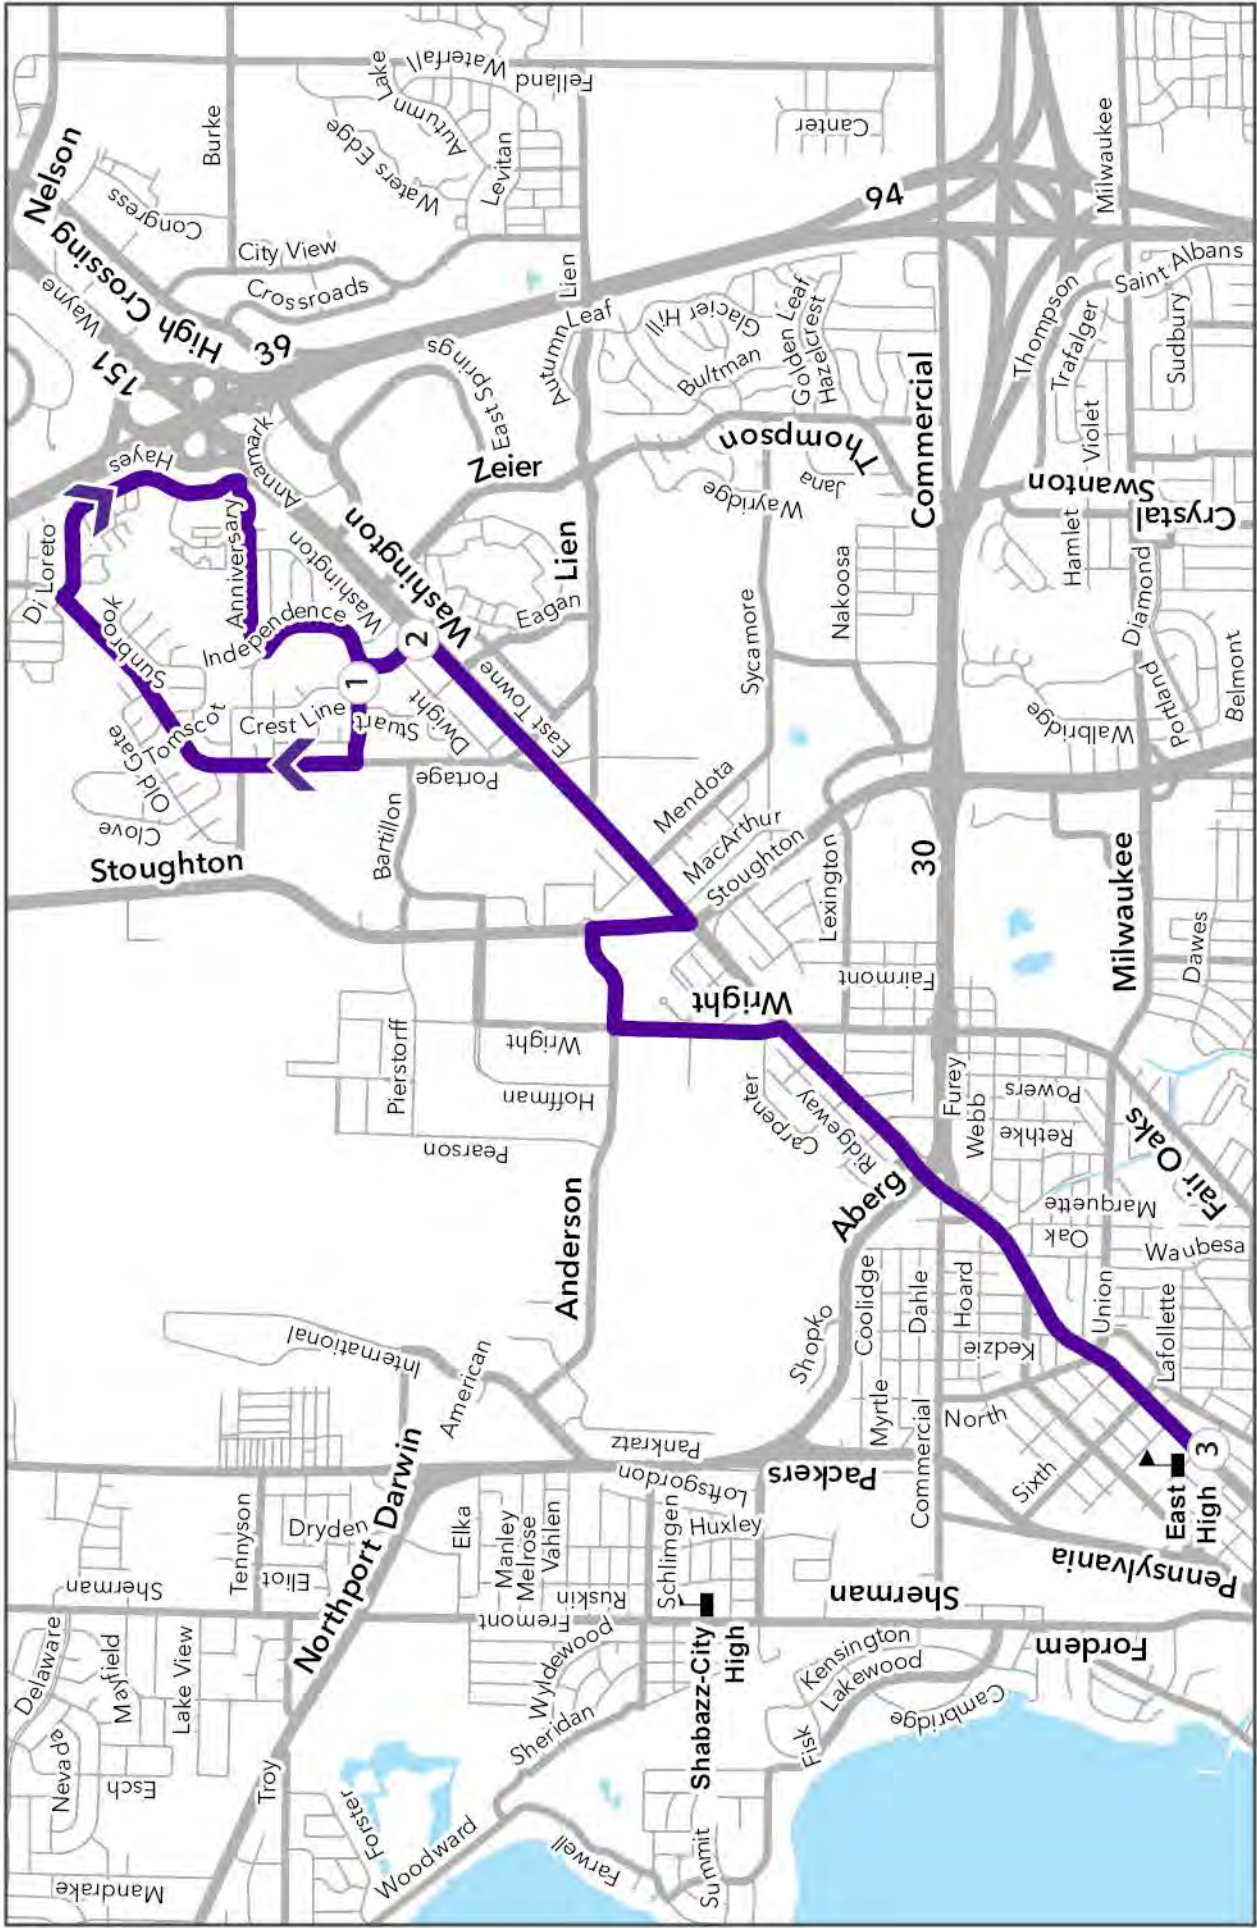 Nelson
Burke
Autumn Lake
Waterfall
Felland
Autumn Lake
Waters Edge
Levitan
Canter
Milwaukee
94
Congress
High Crossing
City View
Crossroads
Lien
Wayne
151
39
Saint Albans
Thompson
Trafalgar
Sudbury
Glacier Hill
Golden Leaf
Hazelcrest
Bultman
Autumn Leaf
East Springs
Commercial
Violet
Hayes
Annamark
Zeier
Thompson
Jana
Wayridge
Swanton
Crystal
Di Loreto
Anniversary
Washington
Washington
Lien
Eagan
Nakoosa
Hamlet
Diamond
Sunbrook
Independence
2
1
East Towne
Sycamore
Portland
Belmont
Walbridge
Old Gate
Tomscot
Crest Line
Stuart
Dwight
Portage
Clove
Bartillon
Mendota
MacArthur
Stoughton
Stoughton
Lexington
30
Milwaukee
Dawes
Fairmont
Wright
Wright
Pierstorff
Hoffman
Pearson
Carpenter
Ridgeway
Furey
Webb
Powers
Rethke
Fair Oaks
Marquette
Anderson
Aberg
Oak
Waubesa
Union
Lafollette
International
American
Shopko
Coolidge
Dahle
Hoard
Kedzie
Myrtle
North
Commercial
Pankratz
Loftsgordon
Packers
Sixth
3
East
High
Pennsylvania
Northport
Darwin
Tennyson
Dryden
Eliot
Elka
Manley
Melrose
Vahlen
Schlimgen
Huxley
Ruskin
Sherman
Fremont
Sherman
Delaware
Mayfield
Lake View
Wyldewood
Sheridan
Shabazz-City
High
Kensington
Lakewood
Fordem
Cambridge
Nevada
Esch
Troy
Fisk
Forster
Woodward
Farwell
Summit
Mandrake